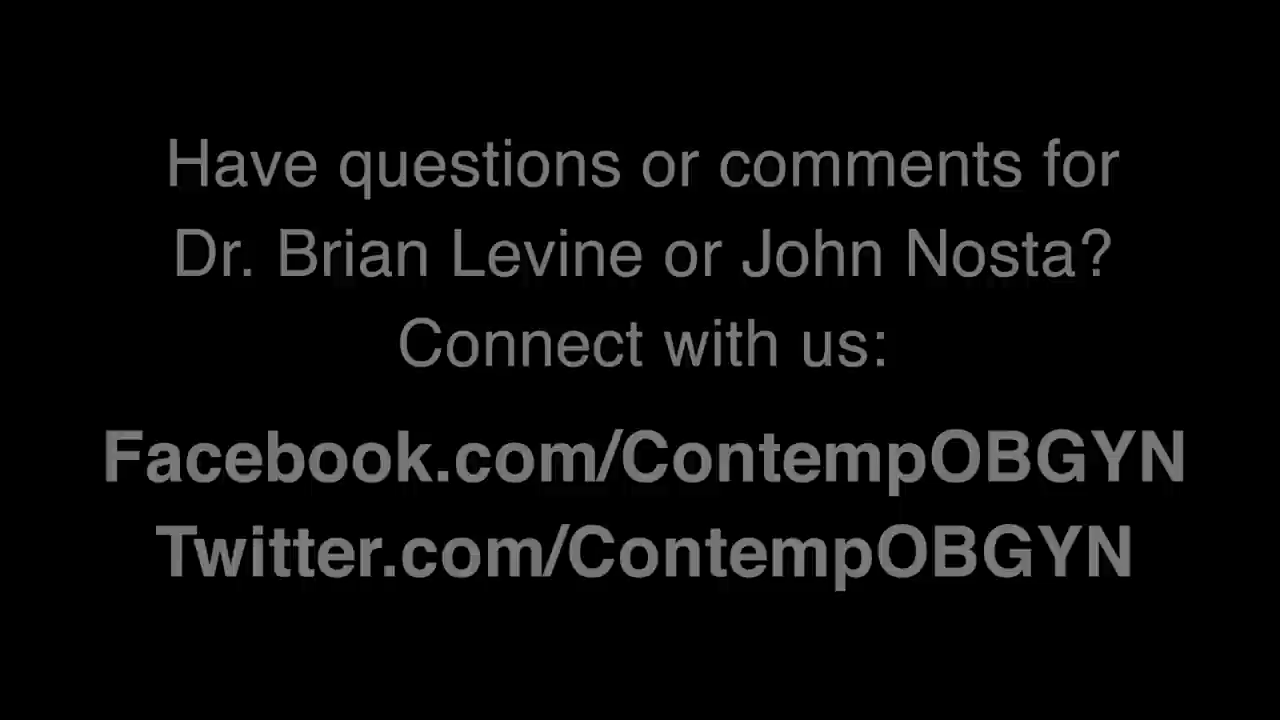 Have questions or comments for
Dr. Brian Levine or John Nosta?
Connect with us:
Facebook.com/ContempOBGYN
Twitter.com/ContempOBGYN